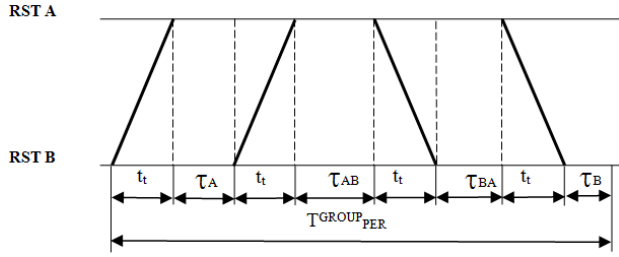 RST A
RST B
tt τA tt τAB tt τBA tt τB
TGROUPPER